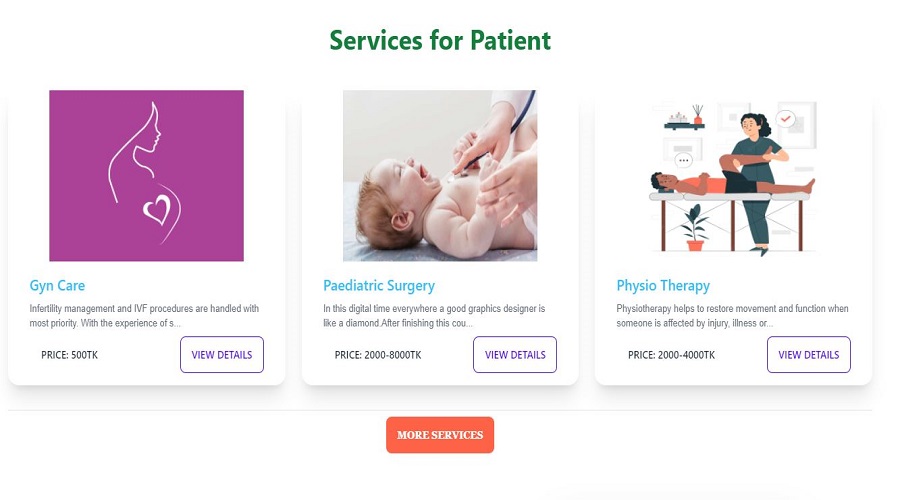 Services for Patient
Gyn Care
Infertility management and IVF procedures are handled with
most priority. With the experience of s...
PRICE: 500TK
VIEW DETAILS
Paediatric Surgery
In this digital time everywhere a good graphics designer is
like a diamond.After finishing this cou...
PRICE: 2000-8000TK
VIEW DETAILS
Physio Therapy
Physiotherapy helps to restore movement and function when
someone is affected by injury, illness or...
PRICE: 2000-4000TK
VIEW DETAILS
MORE SERVICES